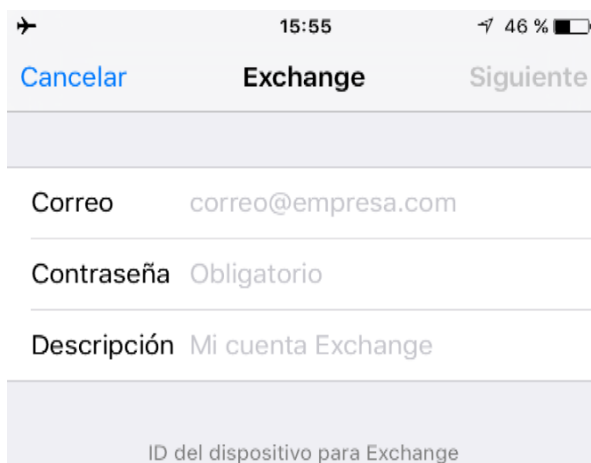 15:55 46 %
Cancelar Exchange Siguiente
Correo correo@empresa.com
Contraseña Obligatorio
Descripción Mi cuenta Exchange
ID del dispositivo para Exchange